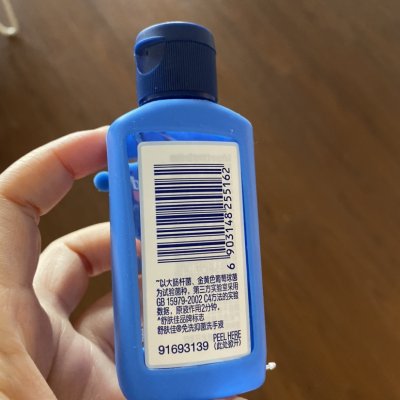 6 903148 255162
*以大肠杆菌、金黄色葡萄球菌
为试验菌种，第三方实验室采用
GB 15979-2002 C4方法的实验
数据，原液作用2分钟。
^舒肤佳品牌标志
舒肤佳®免洗抑菌洗手液
91693139
PEEL HERE
(此处掀开)